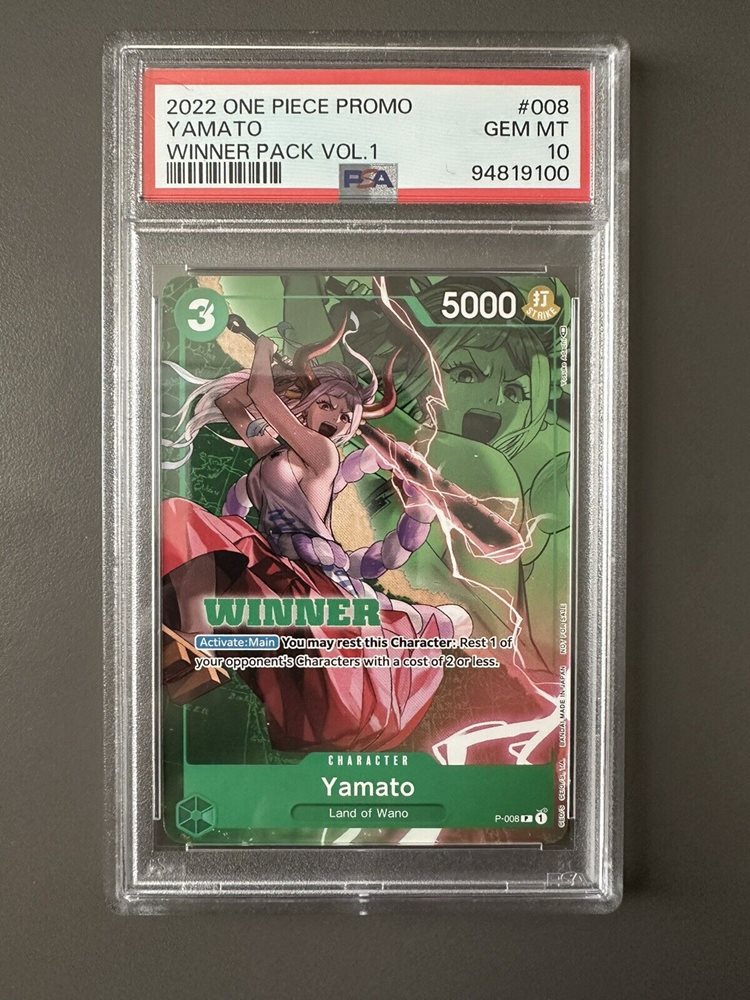 2022 ONE PIECE PROMO #008
YAMATO GEM MT
WINNER PACK VOL.1 10
PSA 94819100
3
5000
打
STRIKE
WINNER
Activate:Main You may rest this Character: Rest 1 of
your opponent's Characters with a cost of 2 or less.
CHARACTER
Yamato
Land of Wano
P-008 P 1
BANDAI MADE IN JAPAN NOT FOR SALE
PSA